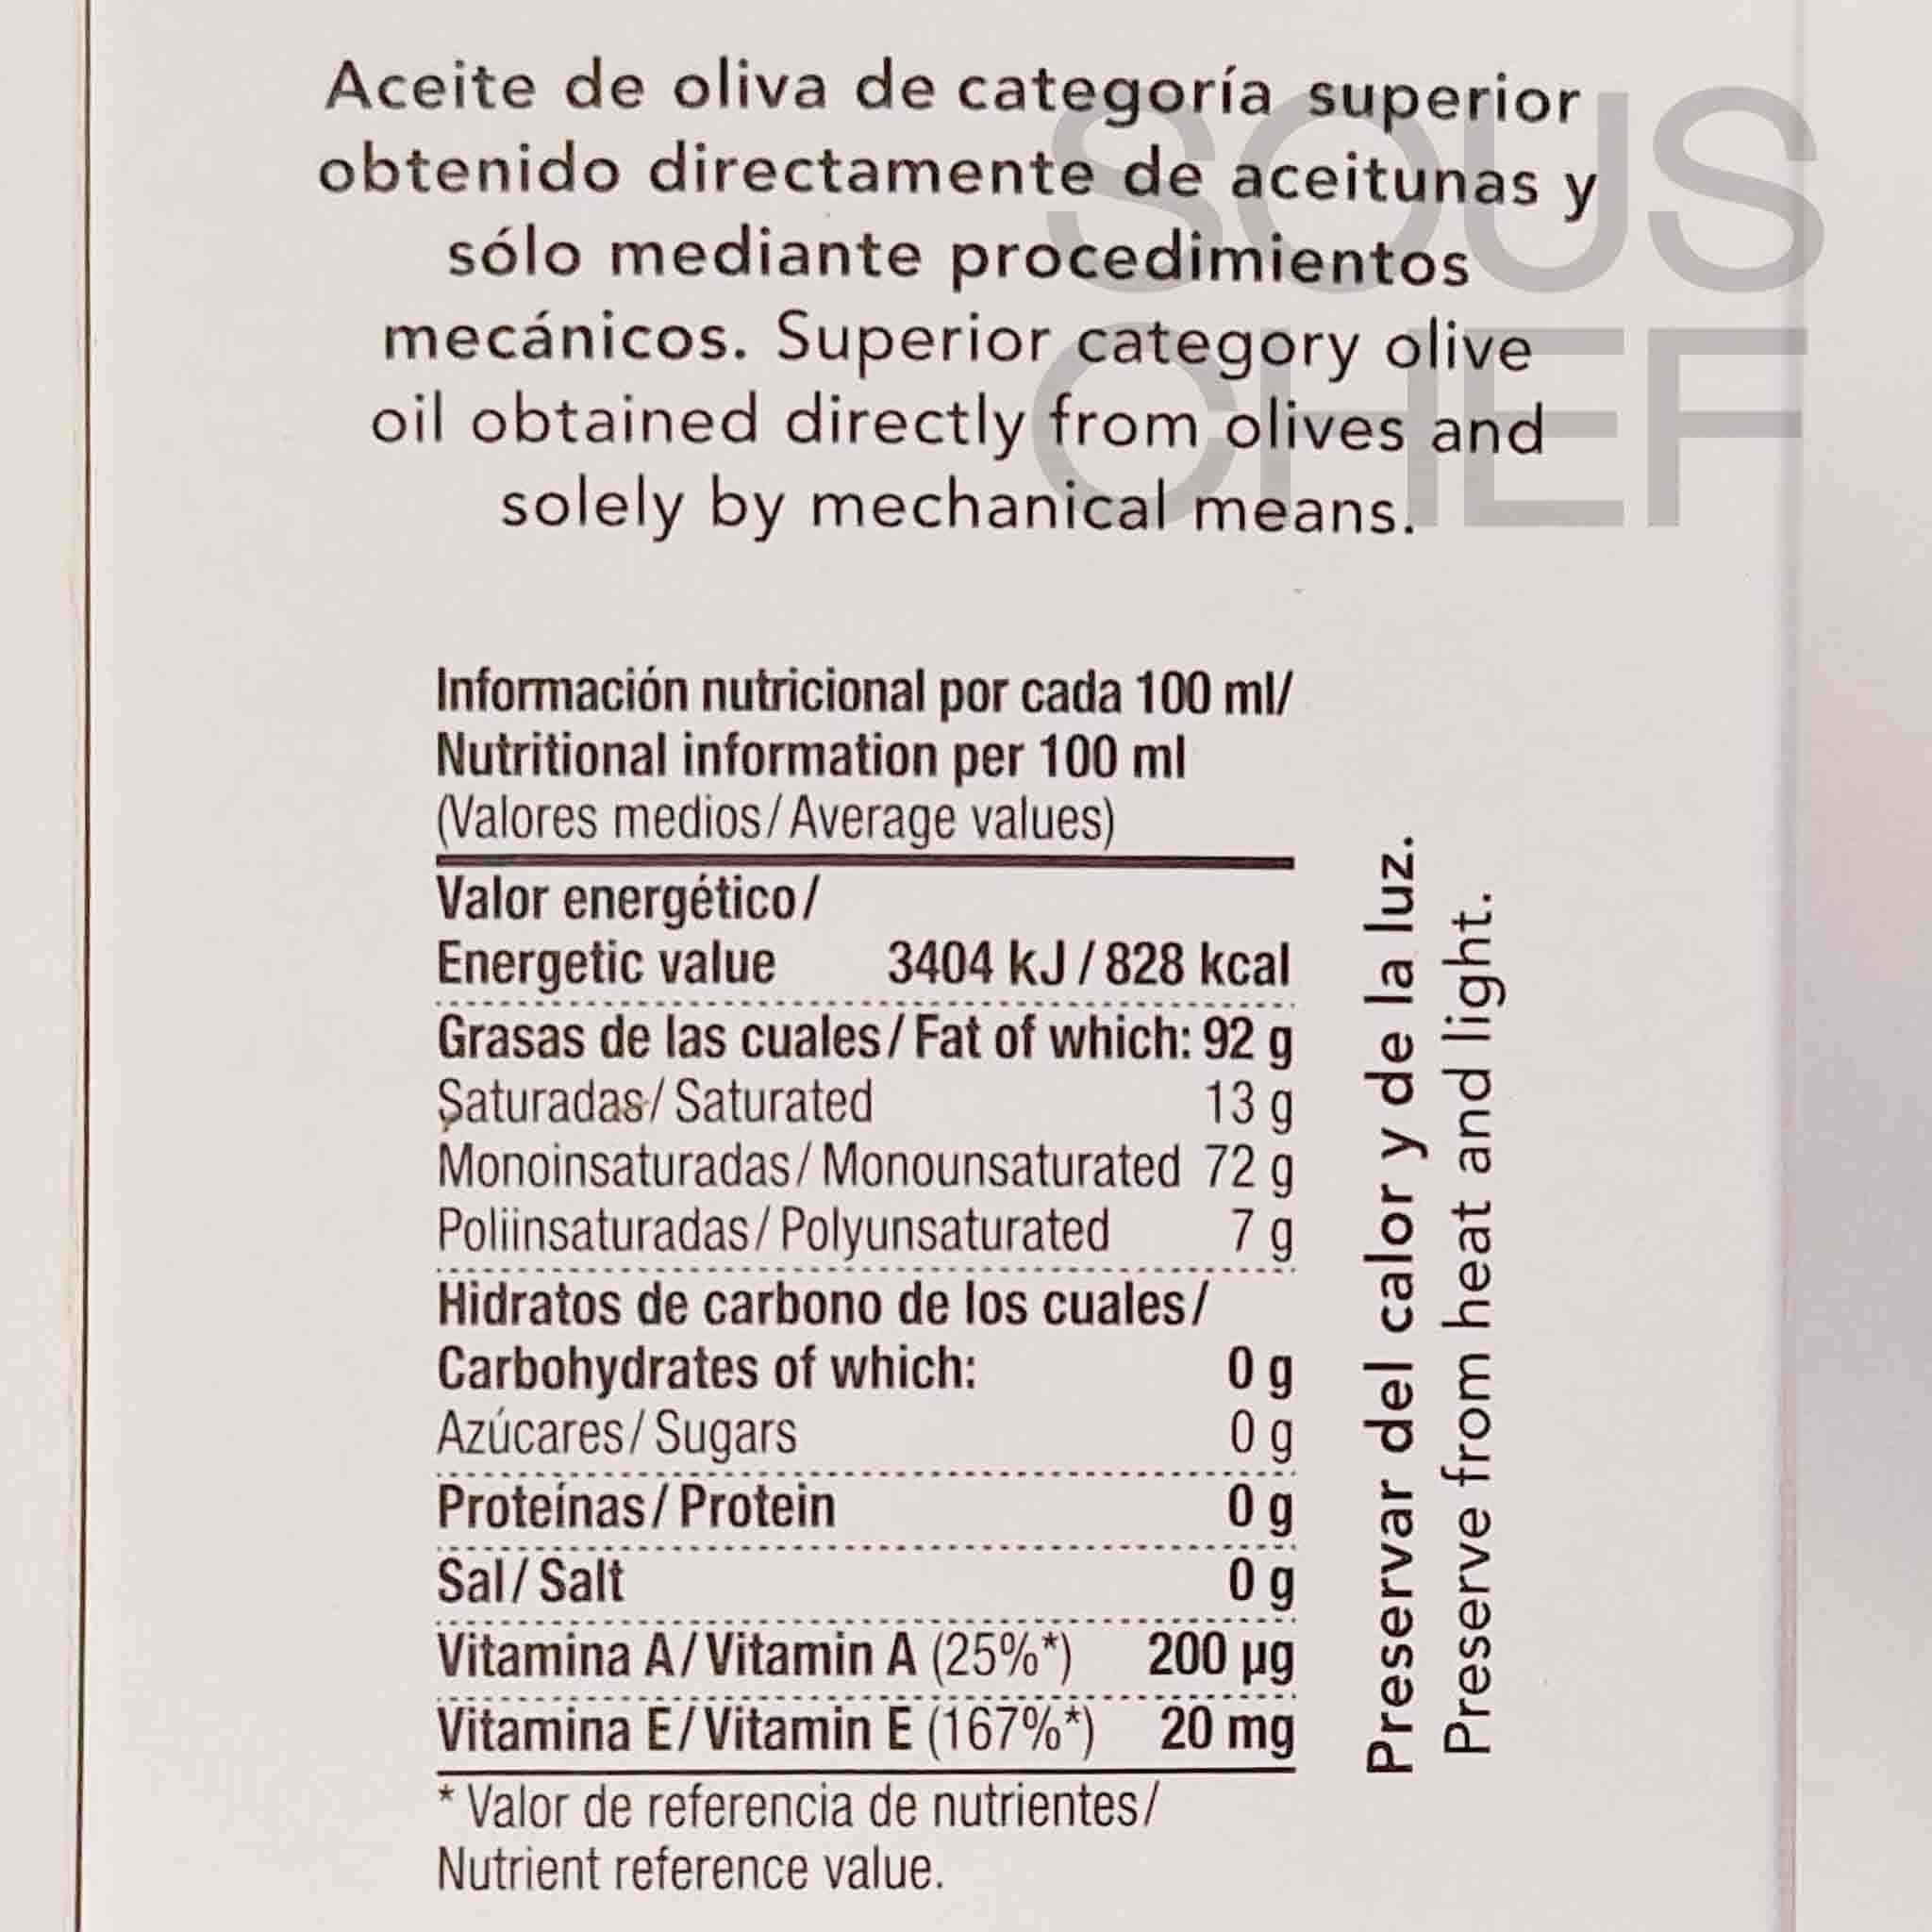 Aceite de oliva de categoría superior
obtenido directamente de aceitunas y
sólo mediante procedimientos
mecánicos. Superior category olive
oil obtained directly from olives and
solely by mechanical means.
SOUS
CHEF
Información nutricional por cada 100 ml/
Nutritional information per 100 ml
(Valores medios/Average values)
Valor energético/
Energetic value 3404 kJ/828 kcal
Grasas de las cuales/Fat of which: 92 g
Saturadas/Saturated 13 g
Monoinsaturadas/Monounsaturated 72 g
Poliinsaturadas/Polyunsaturated 7 g
Hidratos de carbono de los cuales/
Carbohydrates of which: 0 g
Azúcares/Sugars 0 g
Proteínas/Protein 0 g
Sal/Salt 0 g
Vitamina A/Vitamin A (25%*) 200 µg
Vitamina E/Vitamin E (167%*) 20 mg
* Valor de referencia de nutrientes/
Nutrient reference value.
Preservar del calor y de la luz.
Preserve from heat and light.